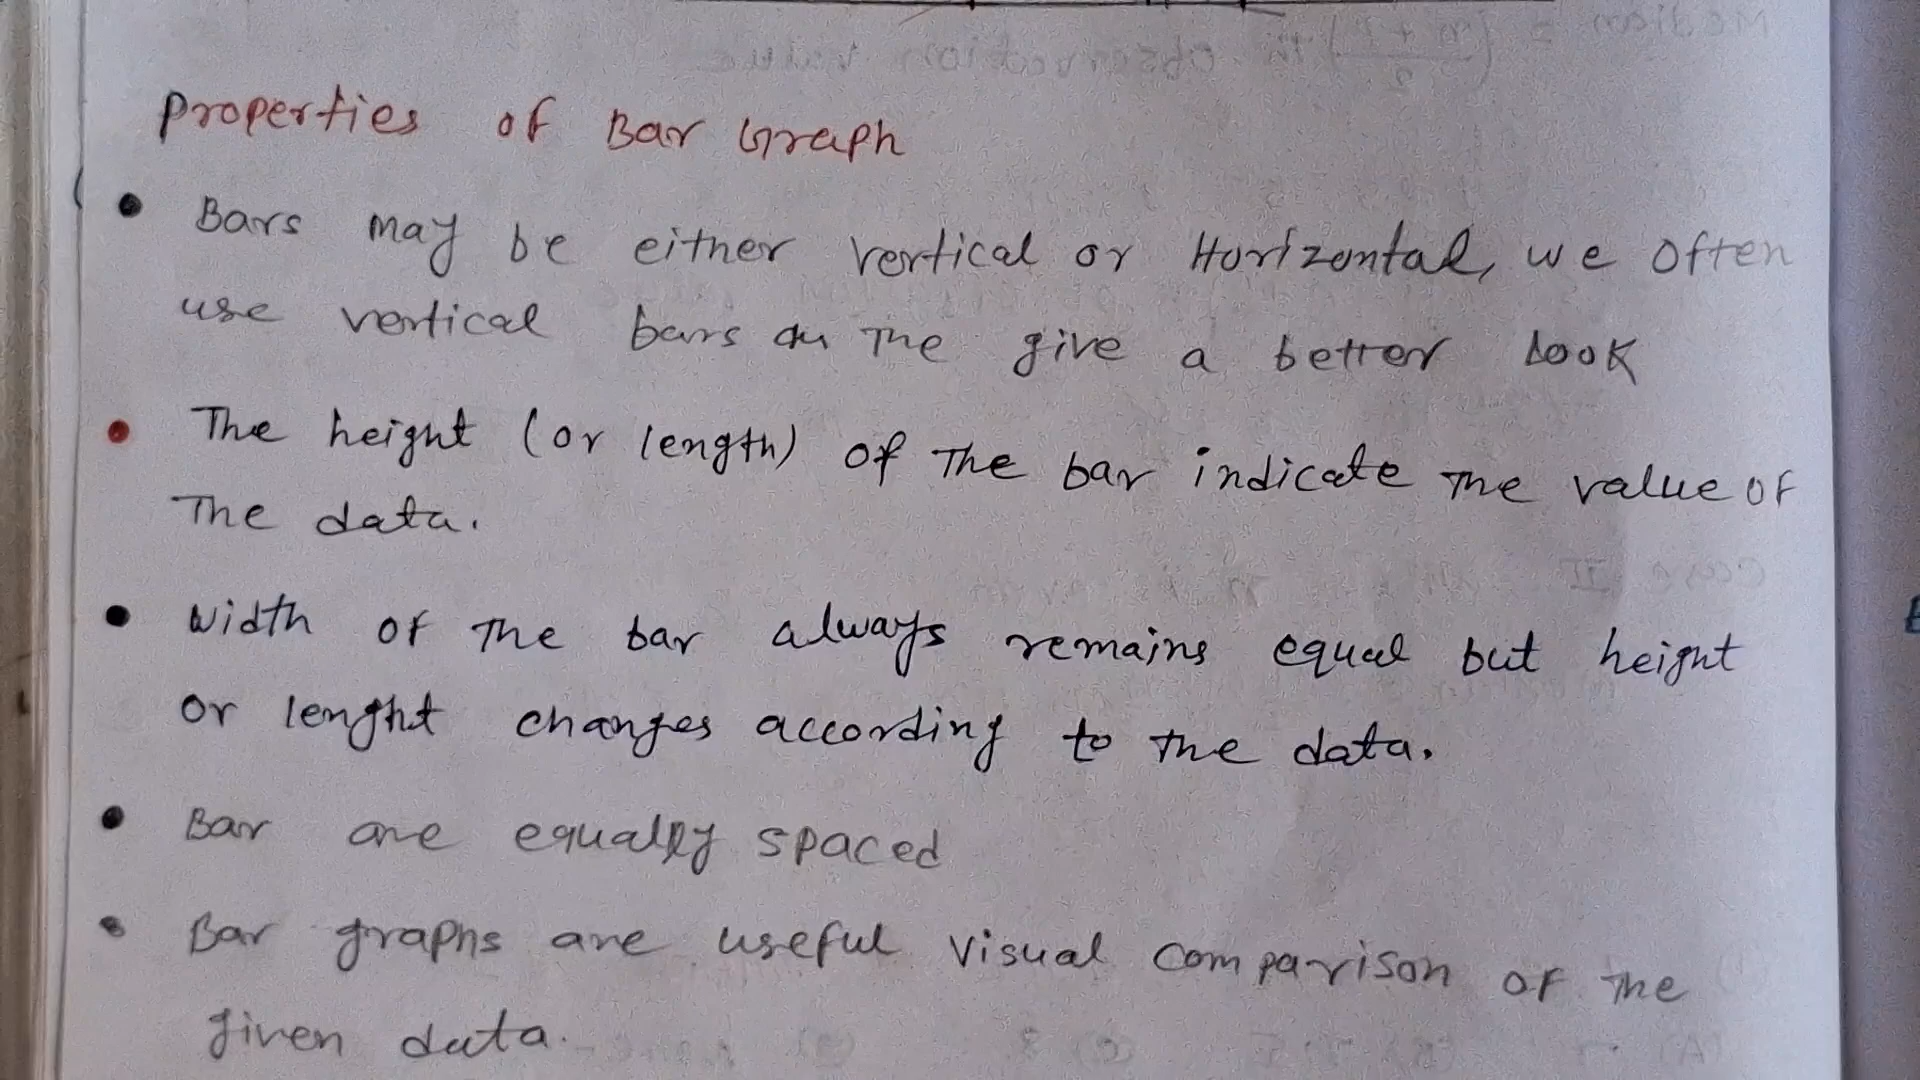 Properties of Bar Graph
• Bars may be either vertical or Horizontal, we often
use vertical bars as the give a better look
• The height (or length) of The bar indicate The value of
The data.
• Width of The bar always remains equal but height
or lenght changes according to the data.
• Bar are equally spaced
• Bar graphs are useful visual comparison of The
given data.